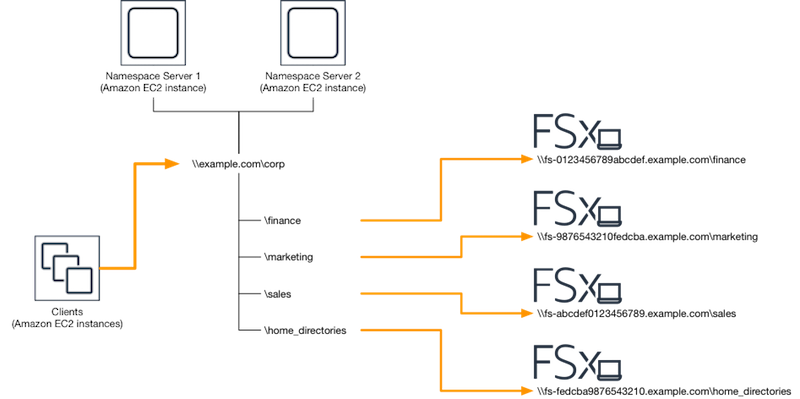 Namespace Server 1
(Amazon EC2 instance)
Namespace Server 2
(Amazon EC2 instance)
\\example.com\corp
\finance
\marketing
\sales
\home_directories
Clients
(Amazon EC2 instances)
FSx
\\fs-0123456789abcdef.example.com\finance
FSx
\\fs-9876543210fedcba.example.com\marketing
FSx
\\fs-abcdef0123456789.example.com\sales
FSx
\\fs-fedcba9876543210.example.com\home_directories